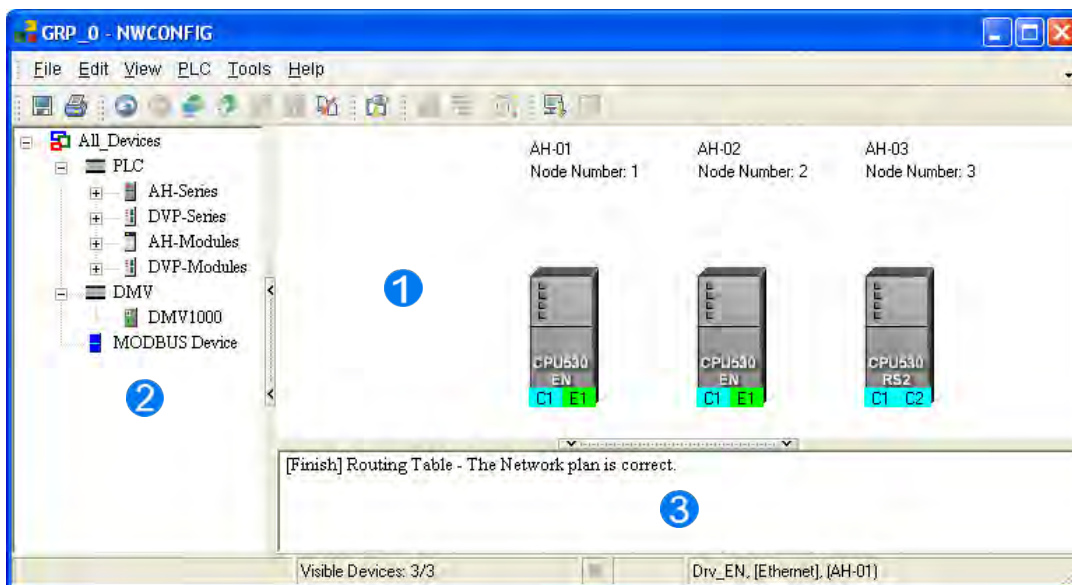 GRP_0 - NWCONFIG
File Edit View PLC Tools Help
All_Devices
PLC
AH-Series
DVP-Series
AH-Modules
DVP-Modules
DMV
DMV1000
MODBUS Device
2
AH-01
Node Number: 1
AH-02
Node Number: 2
AH-03
Node Number: 3
1
CPU530
EN
C1 E1
CPU530
EN
C1 E1
CPU530
RS2
C1 C2
[Finish] Routing Table - The Network plan is correct.
3
Visible Devices: 3/3
Drv_EN, [Ethernet], (AH-01)